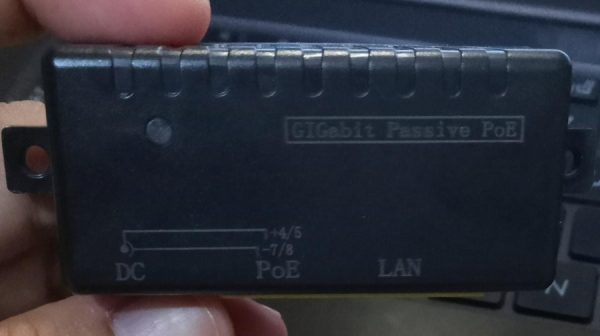 GIGabit Passive PoE
+4/5
-7/8
DC PoE LAN
N